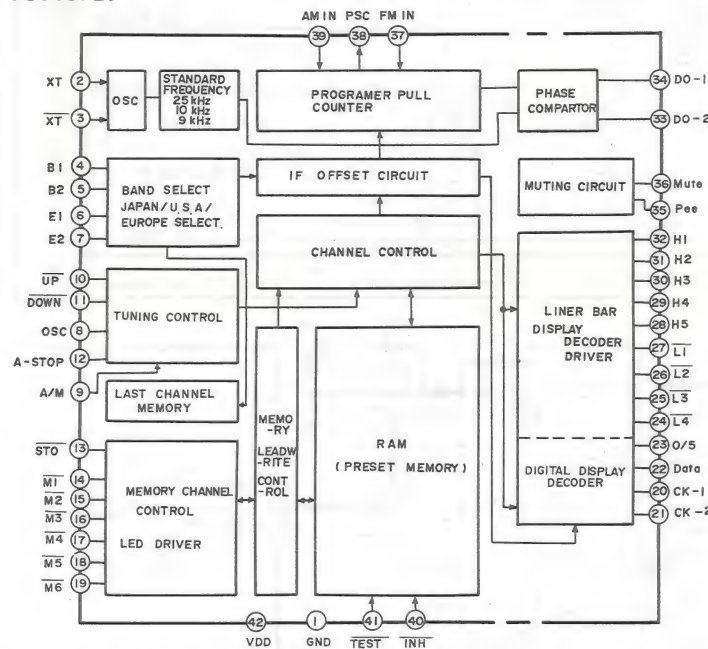 AM IN PSC FM IN
39 38 37
XT 2
XT 3
OSC
STANDARD
FREQUENCY
25 kHz
10 kHz
9 kHz
PROGRAMER PULL
COUNTER
PHASE
COMPARTOR
34 DO-1
33 DO-2
B1 4
B2 5
E1 6
E2 7
BAND SELECT
JAPAN/U.S.A/
EUROPE SELECT.
IF OFFSET CIRCUIT
MUTING CIRCUIT
36 Mute
35 Pee
CHANNEL CONTROL
UP 10
DOWN 11
OSC 8
A-STOP 12
A/M 9
TUNING CONTROL
LAST CHANNEL
MEMORY
LINER BAR
DISPLAY
DECODER
DRIVER
32 H1
31 H2
30 H3
29 H4
28 H5
27 L1
26 L2
25 L3
24 L4
23 O/5
22 Data
20 CK-1
21 CK-2
DIGITAL DISPLAY
DECODER
STO 13
M1 14
M2 15
M3 16
M4 17
M5 18
M6 19
MEMORY CHANNEL
CONTROL
LED DRIVER
MEMO
-RY
LEADW
-RITE
CONT
-ROL
RAM
(PRESET MEMORY)
42 1 41 40
VDD GND TEST INH